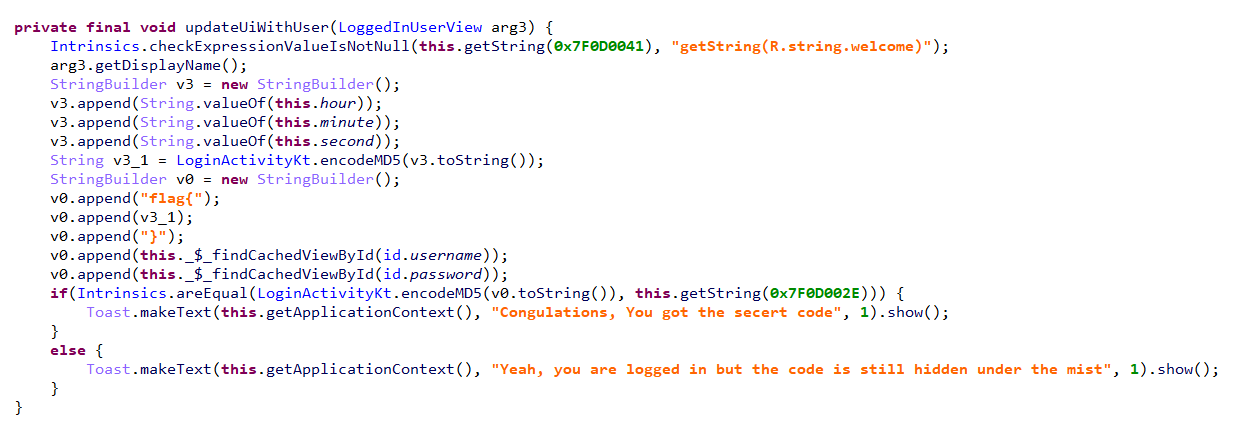 private final void updateUiWithUser(LoggedInUserView arg3) {
    Intrinsics.checkExpressionValueIsNotNull(this.getString(0x7F0D0041), "getString(R.string.welcome)");
    arg3.getDisplayName();
    StringBuilder v3 = new StringBuilder();
    v3.append(String.valueOf(this.hour));
    v3.append(String.valueOf(this.minute));
    v3.append(String.valueOf(this.second));
    String v3_1 = LoginActivityKt.encodeMD5(v3.toString());
    StringBuilder v0 = new StringBuilder();
    v0.append("flag{");
    v0.append(v3_1);
    v0.append("}");
    v0.append(this._$_findCachedViewById(id.username));
    v0.append(this._$_findCachedViewById(id.password));
    if(Intrinsics.areEqual(LoginActivityKt.encodeMD5(v0.toString()), this.getString(0x7F0D002E))) {
        Toast.makeText(this.getApplicationContext(), "Congulations, You got the secert code", 1).show();
    }
    else {
        Toast.makeText(this.getApplicationContext(), "Yeah, you are logged in but the code is still hidden under the mist", 1).show();
    }
}